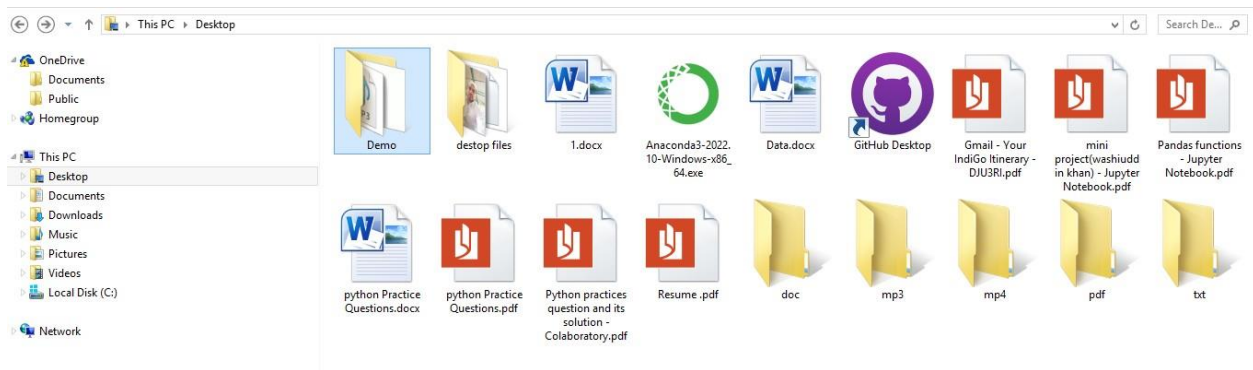 This PC ▸ Desktop
Search De...
OneDrive
Documents
Public
Homegroup
This PC
Desktop
Documents
Downloads
Music
Pictures
Videos
Local Disk (C:)
Network
Demo
destop files
1.docx
Anaconda3-2022.
10-Windows-x86_
64.exe
Data.docx
GitHub Desktop
Gmail - Your
IndiGo Itinerary -
DJU3RI.pdf
mini
project(washiudd
in khan) - Jupyter
Notebook.pdf
Pandas functions
- Jupyter
Notebook.pdf
python Practice
Questions.docx
python Practice
Questions.pdf
Python practices
question and its
solution -
Colaboratory.pdf
Resume .pdf
doc
mp3
mp4
pdf
txt